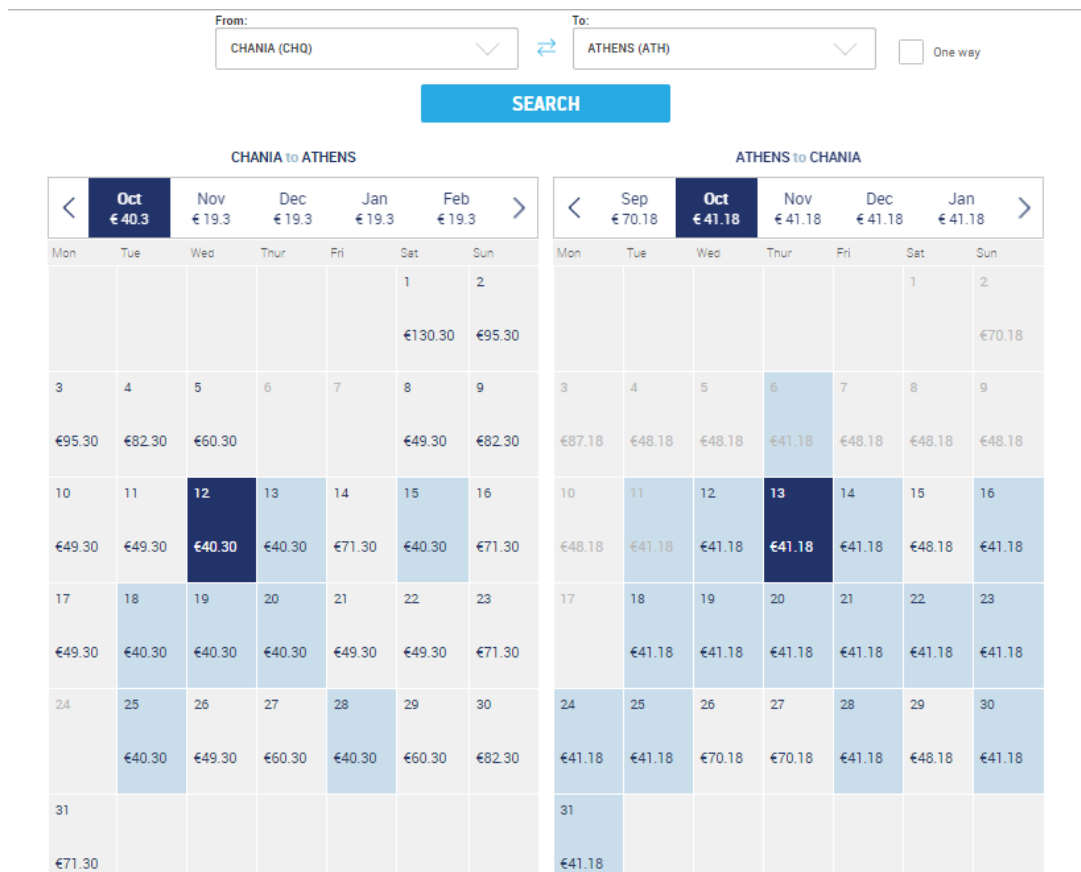 From: To:
CHANIA (CHQ) ATHENS (ATH) One way
SEARCH
CHANIA to ATHENS
Oct Nov Dec Jan Feb
€ 40.3 € 19.3 € 19.3 € 19.3 € 19.3
Mon Tue Wed Thur Fri Sat Sun
1 2
€130.30 €95.30
3 4 5 6 7 8 9
€95.30 €82.30 €60.30 €49.30 €82.30
10 11 12 13 14 15 16
€49.30 €49.30 €40.30 €40.30 €71.30 €40.30 €71.30
17 18 19 20 21 22 23
€49.30 €40.30 €40.30 €40.30 €49.30 €49.30 €71.30
24 25 26 27 28 29 30
€40.30 €49.30 €60.30 €40.30 €60.30 €82.30
31
€71.30
ATHENS to CHANIA
Sep Oct Nov Dec Jan
€ 70.18 € 41.18 € 41.18 € 41.18 € 41.18
Mon Tue Wed Thur Fri Sat Sun
1 2
€70.18
3 4 5 6 7 8 9
€87.18 €48.18 €48.18 €41.18 €48.18 €48.18 €48.18
10 11 12 13 14 15 16
€48.18 €41.18 €41.18 €41.18 €41.18 €48.18 €41.18
17 18 19 20 21 22 23
€41.18 €41.18 €41.18 €41.18 €41.18 €41.18
24 25 26 27 28 29 30
€41.18 €41.18 €70.18 €70.18 €41.18 €48.18 €41.18
31
€41.18